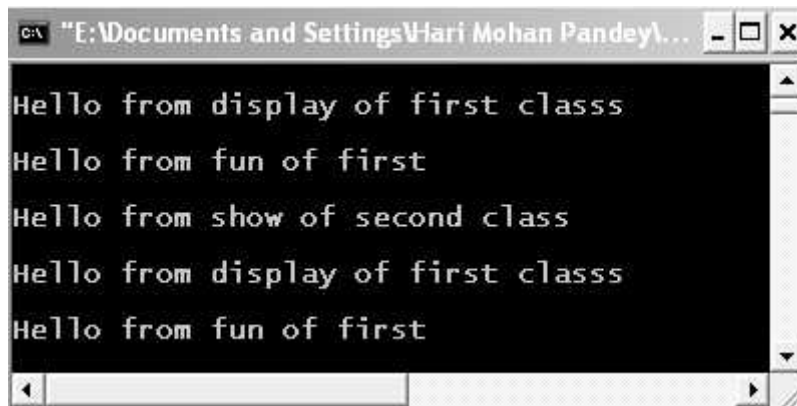 "E:\Documents and Settings\Hari Mohan Pandey\...
Hello from display of first classs
Hello from fun of first
Hello from show of second class
Hello from display of first classs
Hello from fun of first